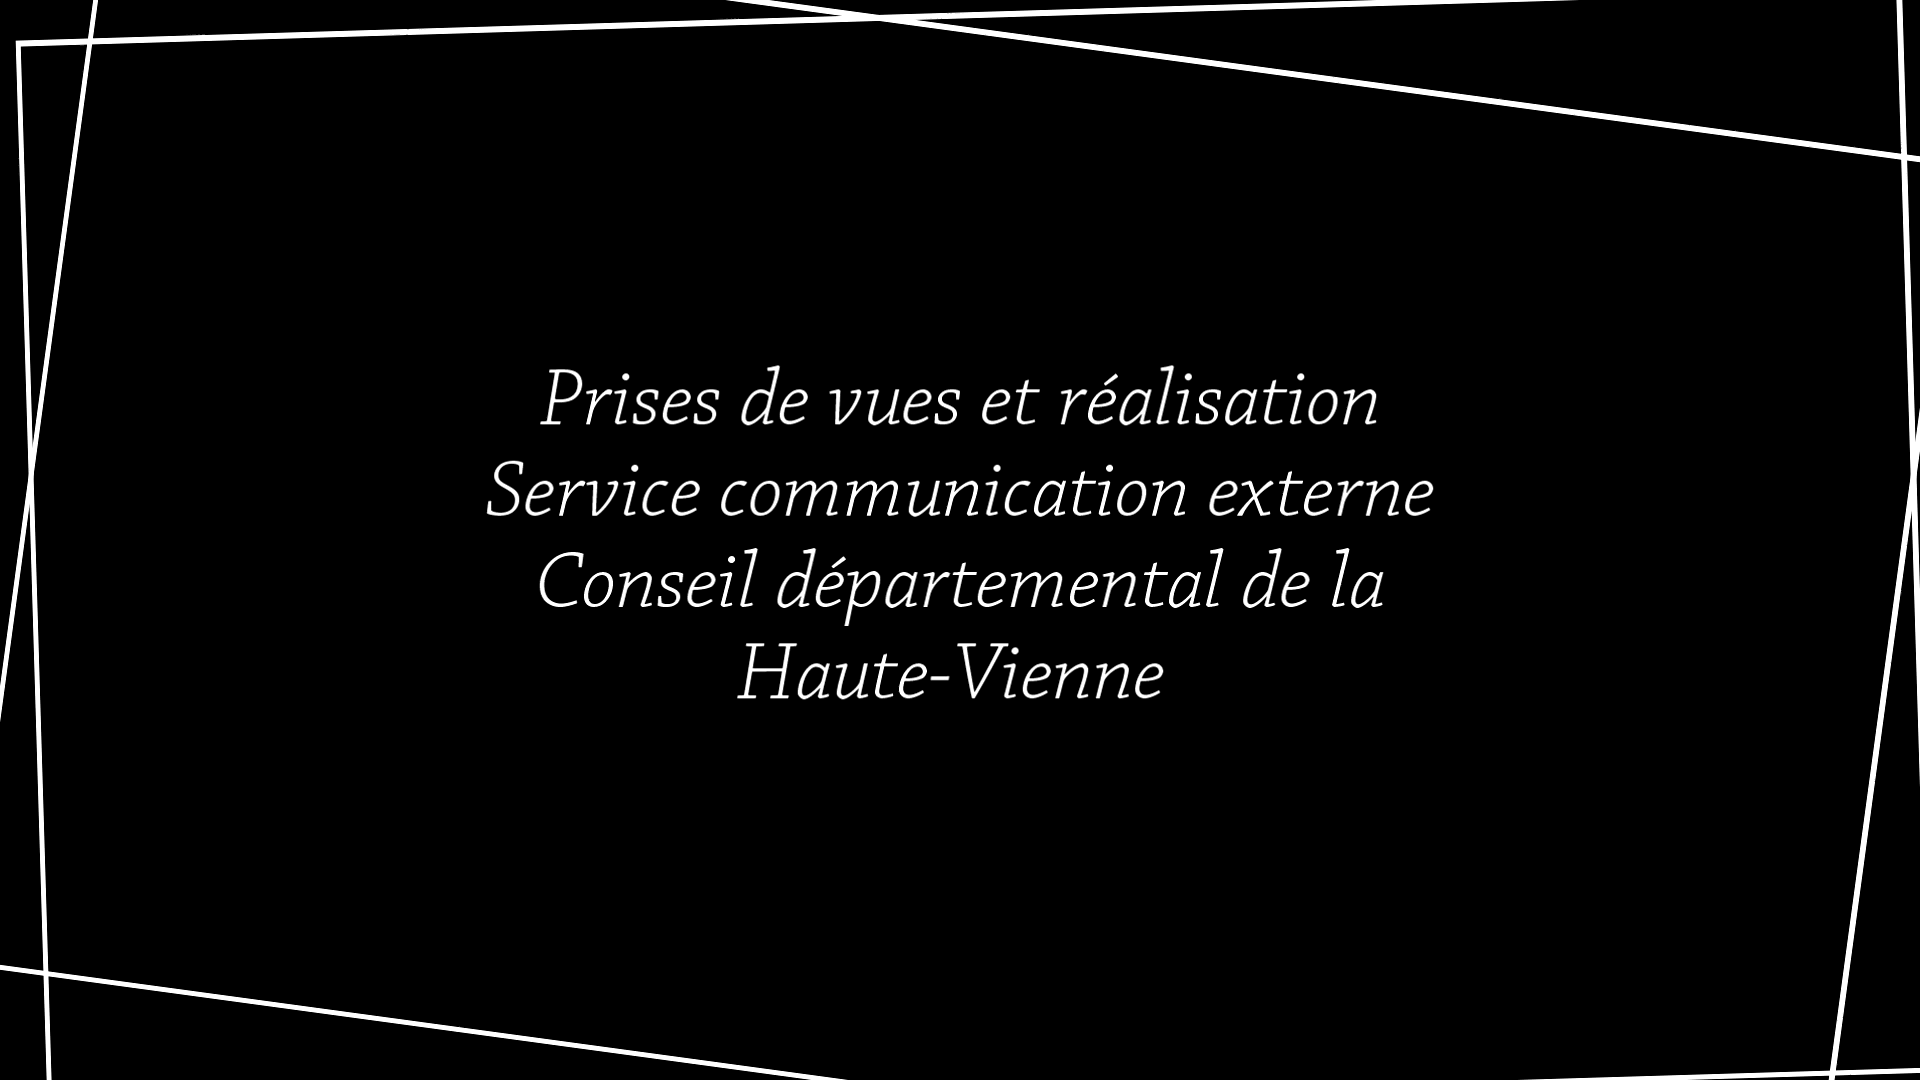 Prises de vues et réalisation
Service communication externe
Conseil départemental de la
Haute-Vienne